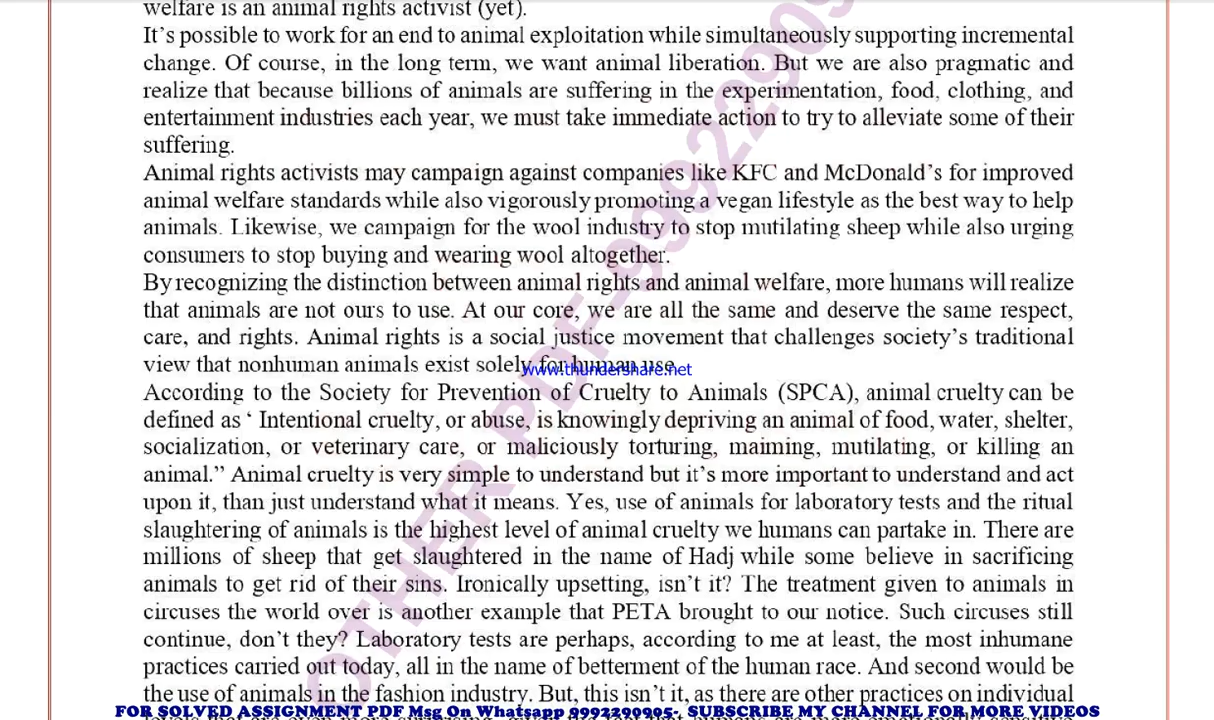 welfare is an animal rights activist (yet).
It’s possible to work for an end to animal exploitation while simultaneously supporting incremental
change. Of course, in the long term, we want animal liberation. But we are also pragmatic and
realize that because billions of animals are suffering in the experimentation, food, clothing, and
entertainment industries each year, we must take immediate action to try to alleviate some of their
suffering.
Animal rights activists may campaign against companies like KFC and McDonald’s for improved
animal welfare standards while also vigorously promoting a vegan lifestyle as the best way to help
animals. Likewise, we campaign for the wool industry to stop mutilating sheep while also urging
consumers to stop buying and wearing wool altogether.
By recognizing the distinction between animal rights and animal welfare, more humans will realize
that animals are not ours to use. At our core, we are all the same and deserve the same respect,
care, and rights. Animal rights is a social justice movement that challenges society’s traditional
view that nonhuman animals exist solely for human use.
www.thundershare.net
According to the Society for Prevention of Cruelty to Animals (SPCA), animal cruelty can be
defined as ‘ Intentional cruelty, or abuse, is knowingly depriving an animal of food, water, shelter,
socialization, or veterinary care, or maliciously torturing, maiming, mutilating, or killing an
animal.” Animal cruelty is very simple to understand but it’s more important to understand and act
upon it, than just understand what it means. Yes, use of animals for laboratory tests and the ritual
slaughtering of animals is the highest level of animal cruelty we humans can partake in. There are
millions of sheep that get slaughtered in the name of Hadj while some believe in sacrificing
animals to get rid of their sins. Ironically upsetting, isn’t it? The treatment given to animals in
circuses the world over is another example that PETA brought to our notice. Such circuses still
continue, don’t they? Laboratory tests are perhaps, according to me at least, the most inhumane
practices carried out today, all in the name of betterment of the human race. And second would be
the use of animals in the fashion industry. But, this isn’t it, as there are other practices on individual
OTHER PDF-9992290
FOR SOLVED ASSIGNMENT PDF Msg On Whatsapp 9992290905-. SUBSCRIBE MY CHANNEL FOR MORE VIDEOS